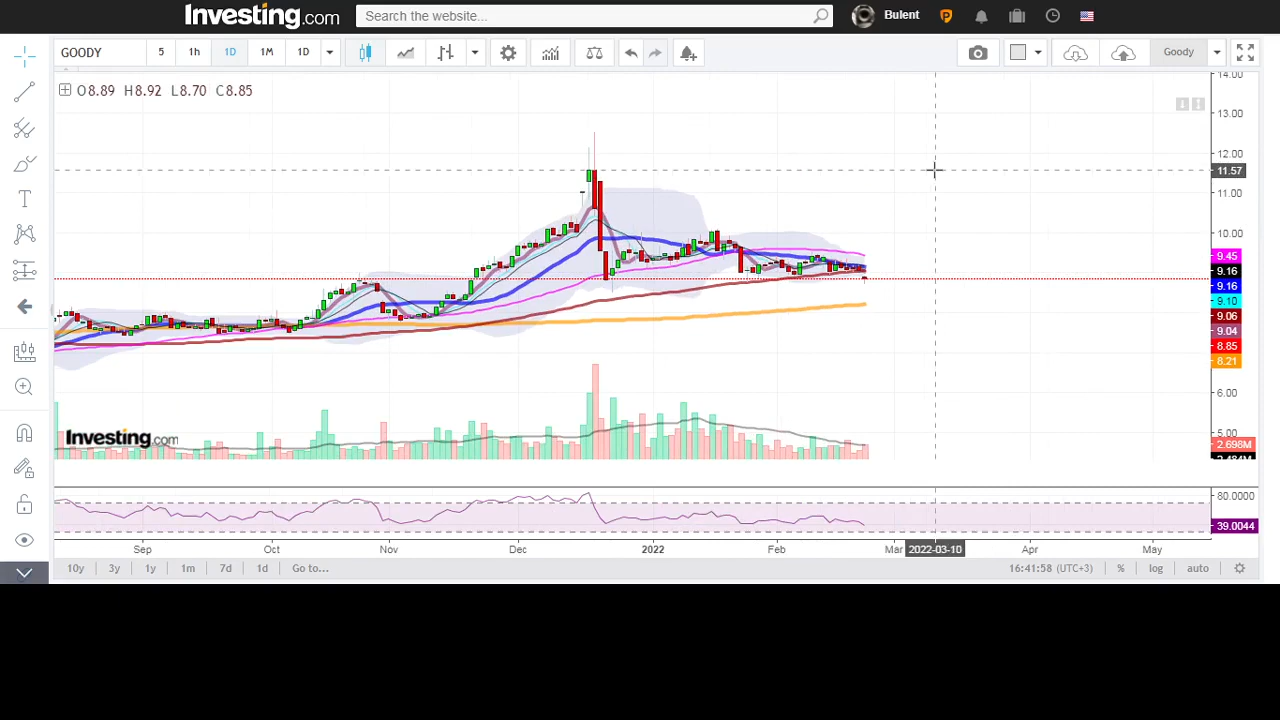 Investing.com
Search the website...
Bulent
GOODY 5 1h 1D 1M 1D
Goody
O8.89 H8.92 L8.70 C8.85
14.00
13.00
12.00
11.57
11.00
10.00
9.45
9.16
9.16
9.10
9.06
9.04
8.85
8.21
6.00
5.00
2.698M
Investing.com
80.0000
39.0044
Sep Oct Nov Dec 2022 Feb Mar 2022-03-10 Apr May
10y 3y 1y 1m 7d 1d Go to... 16:41:58 (UTC+3) % log auto